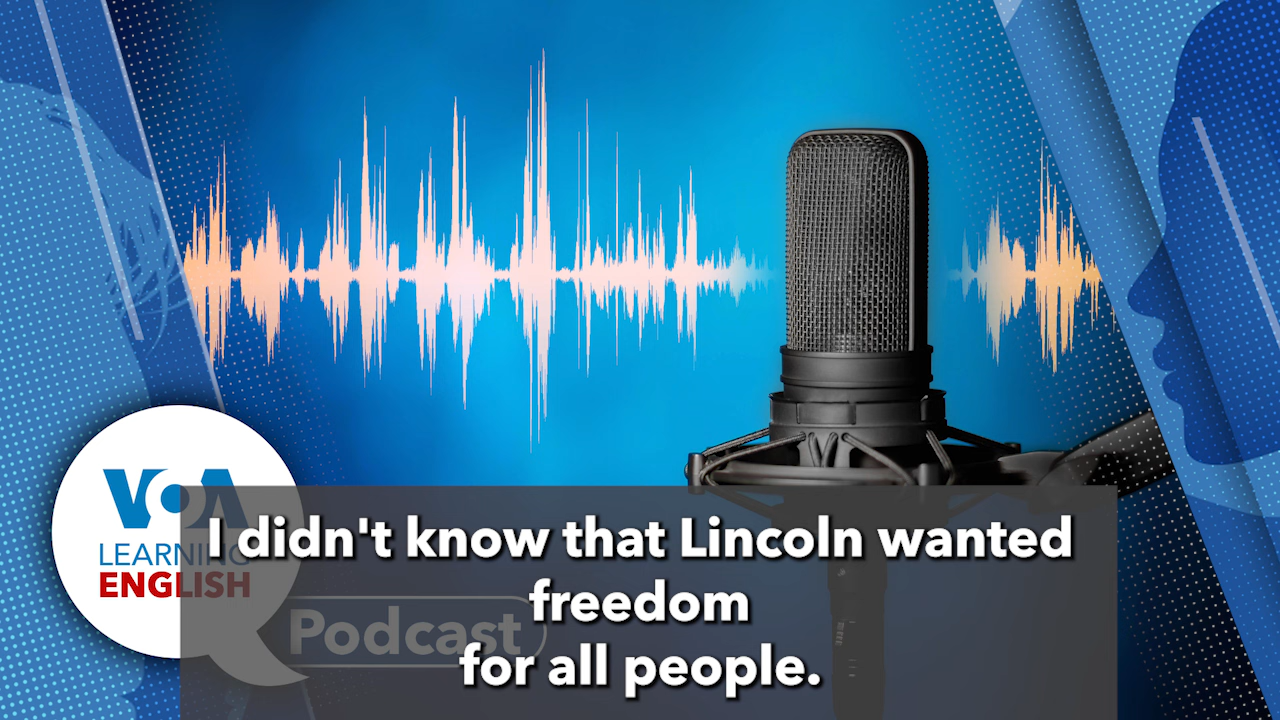 VOA
LEARNING
ENGLISH
Podcast
I didn't know that Lincoln wanted
freedom
for all people.